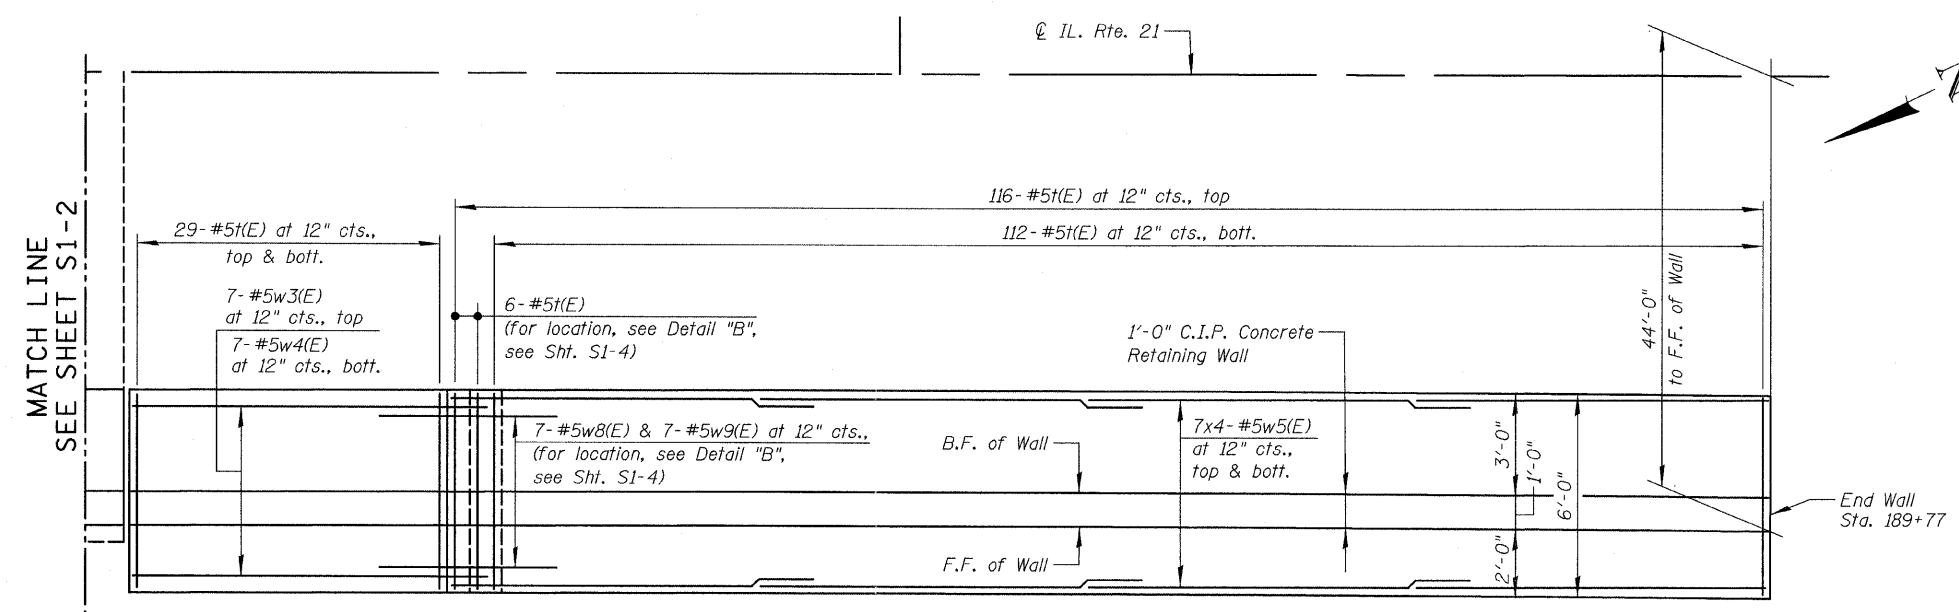 ℄ IL. Rte. 21
N
MATCH LINE
SEE SHEET S1-2
116-#5t(E) at 12" cts., top
29-#5t(E) at 12" cts.,
top & bott.
112-#5t(E) at 12" cts., bott.
7-#5w3(E)
at 12" cts., top
7-#5w4(E)
at 12" cts., bott.
6-#5t(E)
(for location, see Detail "B",
see Sht. S1-4)
1'-0" C.I.P. Concrete
Retaining Wall
44'-0"
to F.F. of Wall
7-#5w8(E) & 7-#5w9(E) at 12" cts.,
(for location, see Detail "B",
see Sht. S1-4)
B.F. of Wall
7x4-#5w5(E)
at 12" cts.,
top & bott.
3'-0"
1'-0"
6'-0"
2'-0"
End Wall
Sta. 189+77
F.F. of Wall